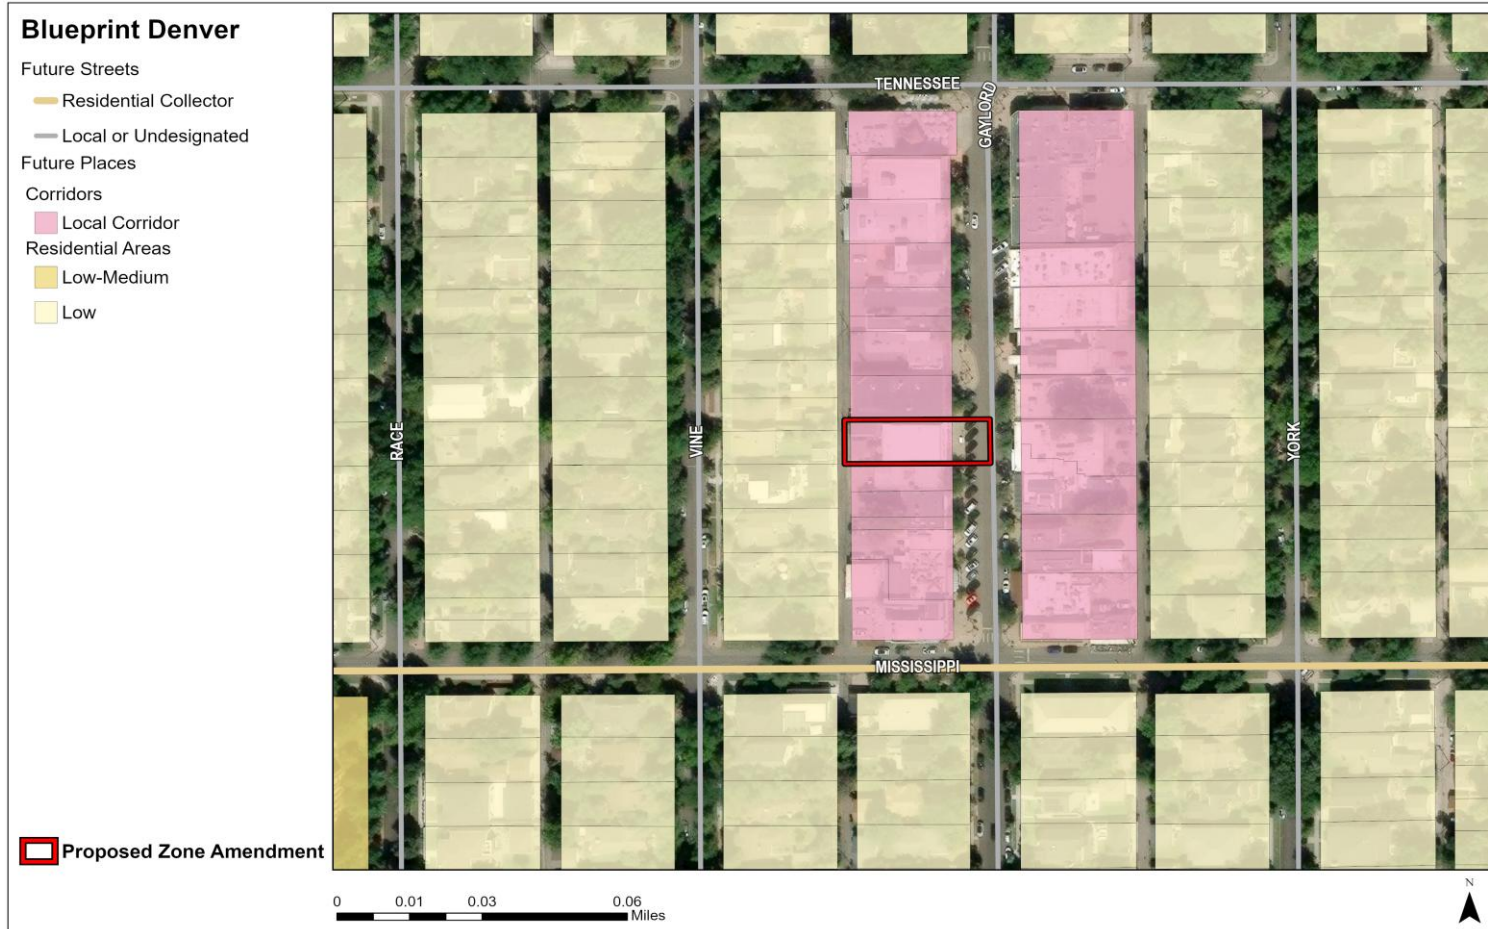 Blueprint Denver
Future Streets
Residential Collector
Local or Undesignated
Future Places
Corridors
Local Corridor
Residential Areas
Low-Medium
Low
Proposed Zone Amendment
TENNESSEE
GAYLORD
RACE
VINE
YORK
MISSISSIPPI
0 0.01 0.03 0.06
Miles
N